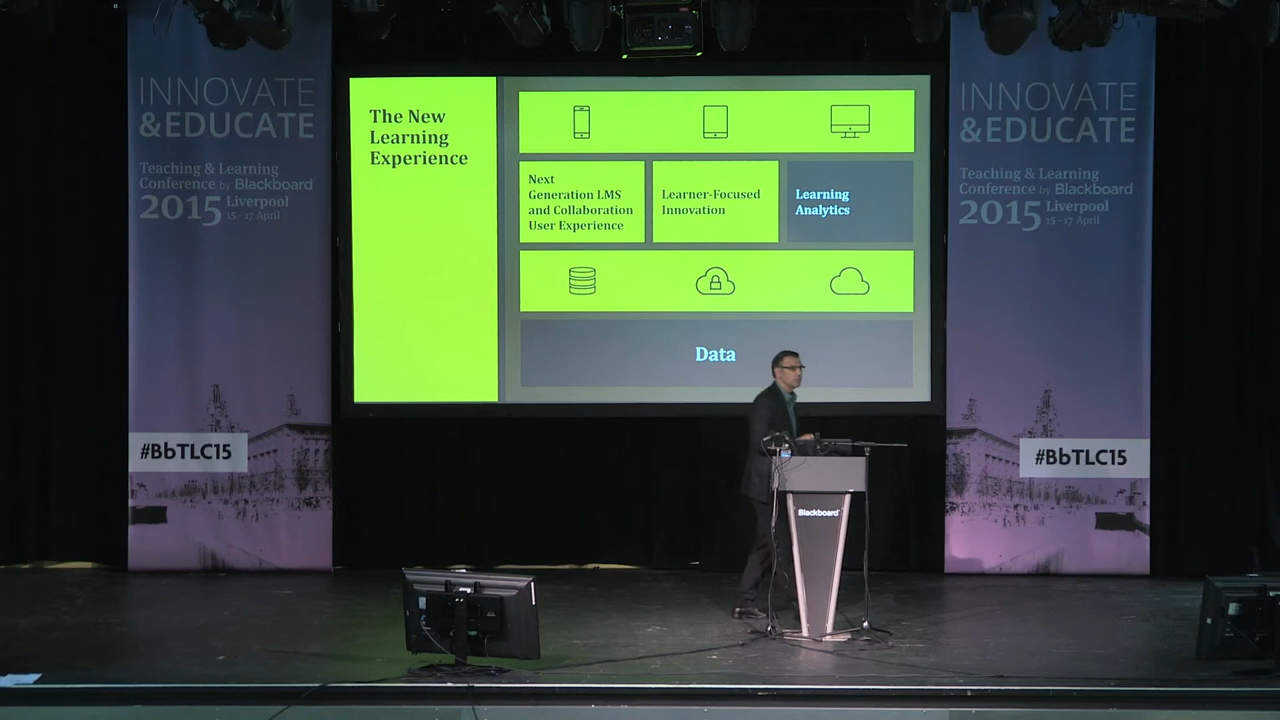 INNOVATE
&EDUCATE
Teaching & Learning
Conference by Blackboard
2015 Liverpool
15 - 17 April
#BbTLC15
The New
Learning
Experience
Next
Generation LMS
and Collaboration
User Experience
Learner-Focused
Innovation
Learning
Analytics
Data
Blackboard
INNOVATE
&EDUCATE
Teaching & Learning
Conference by Blackboard
2015 Liverpool
15 - 17 April
#BbTLC15